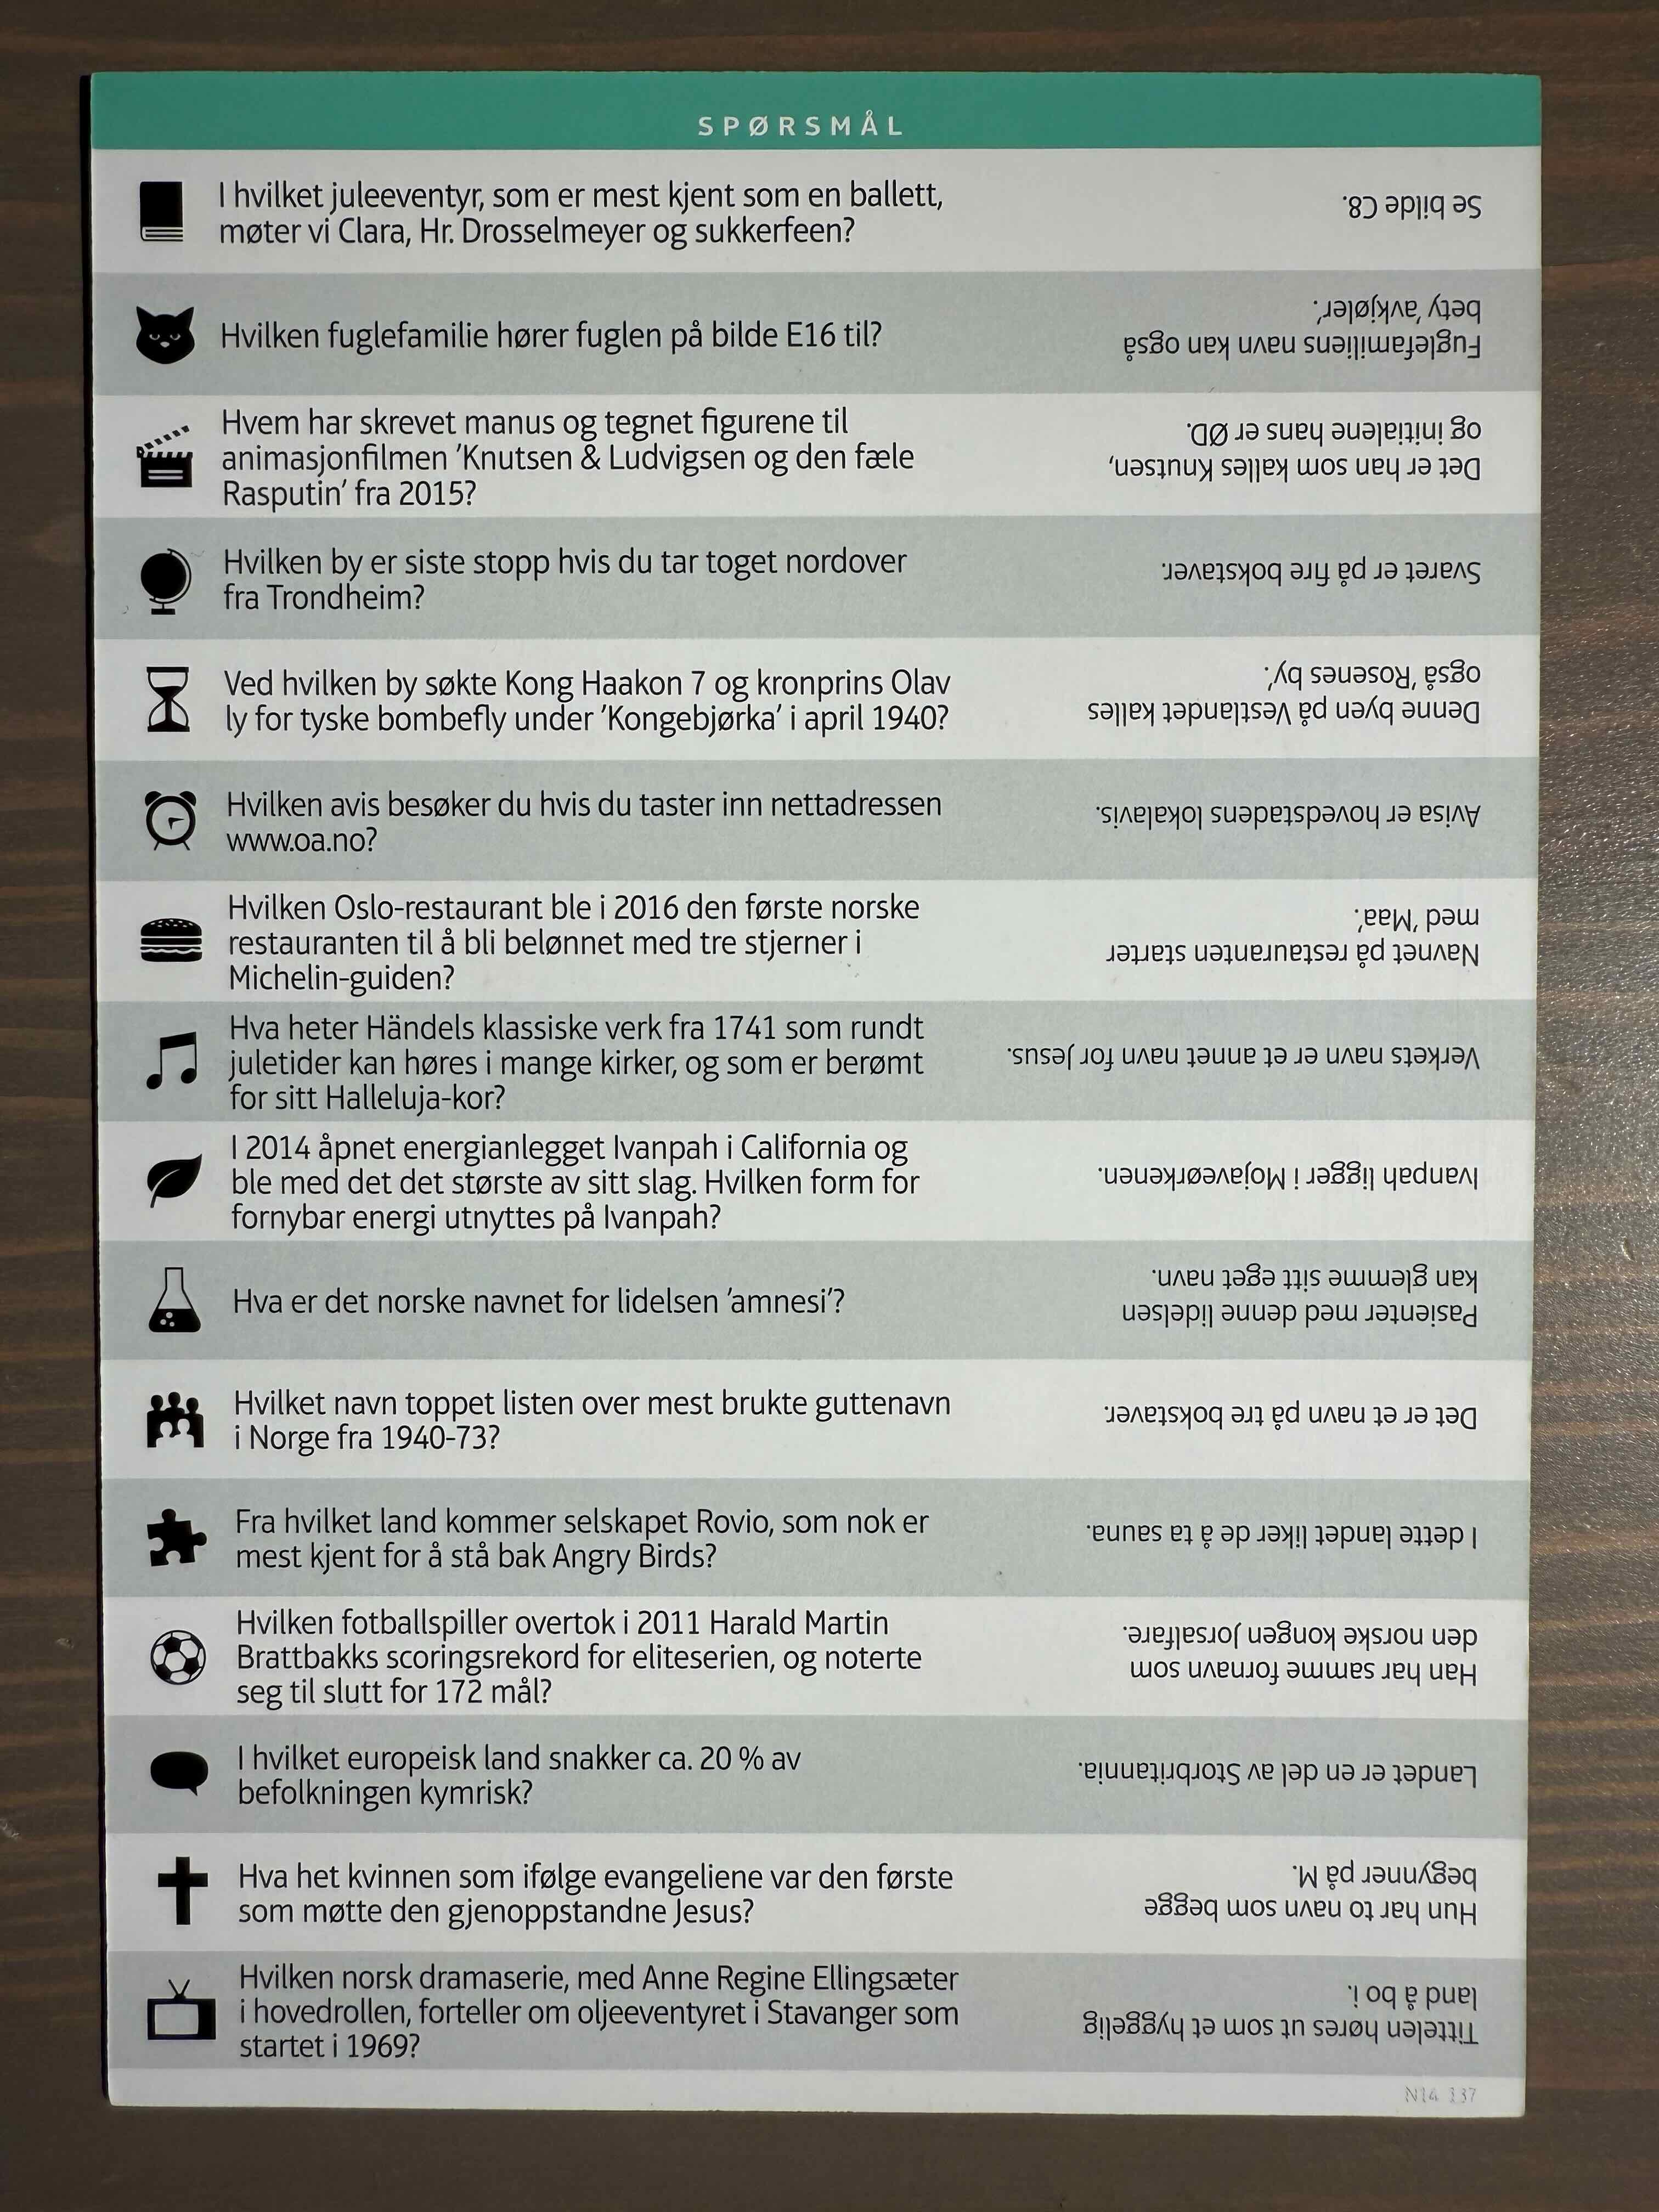 SPØRSMÅL
I hvilket juleeventyr, som er mest kjent som en ballett,
møter vi Clara, Hr. Drosselmeyer og sukkerfeen?
Se bilde C8.
Hvilken fuglefamilie hører fuglen på bilde E16 til?
Fuglefamiliens navn kan også
bety 'avkjøler'.
Hvem har skrevet manus og tegnet figurene til
animasjonfilmen 'Knutsen & Ludvigsen og den fæle
Rasputin' fra 2015?
Det er han som kalles Knutsen,
og initialene hans er ØD.
Hvilken by er siste stopp hvis du tar toget nordover
fra Trondheim?
Svaret er på fire bokstaver.
Ved hvilken by søkte Kong Haakon 7 og kronprins Olav
ly for tyske bombefly under 'Kongebjørka' i april 1940?
Denne byen på Vestlandet kalles
også 'Rosenes by'.
Hvilken avis besøker du hvis du taster inn nettadressen
www.oa.no?
Avisa er hovedstadens lokalavis.
Hvilken Oslo-restaurant ble i 2016 den første norske
restauranten til å bli belønnet med tre stjerner i
Michelin-guiden?
Navnet på restauranten starter
med 'Maa'.
Hva heter Händels klassiske verk fra 1741 som rundt
juletider kan høres i mange kirker, og som er berømt
for sitt Halleluja-kor?
Verkets navn er et annet navn for Jesus.
I 2014 åpnet energianlegget Ivanpah i California og
ble med det det største av sitt slag. Hvilken form for
fornybar energi utnyttes på Ivanpah?
Ivanpah ligger i Mojaveørkenen.
Hva er det norske navnet for lidelsen 'amnesi'?
Pasienter med denne lidelsen
kan glemme sitt eget navn.
Hvilket navn toppet listen over mest brukte guttenavn
i Norge fra 1940-73?
Det er et navn på tre bokstaver.
Fra hvilket land kommer selskapet Rovio, som nok er
mest kjent for å stå bak Angry Birds?
I dette landet liker de å ta sauna.
Hvilken fotballspiller overtok i 2011 Harald Martin
Brattbakks scoringsrekord for eliteserien, og noterte
seg til slutt for 172 mål?
Han har samme fornavn som
den norske kongen Jorsalfare.
I hvilket europeisk land snakker ca. 20 % av
befolkningen kymrisk?
Landet er en del av Storbritannia.
Hva het kvinnen som ifølge evangeliene var den første
som møtte den gjenoppstandne Jesus?
Hun har to navn som begge
begynner på M.
Hvilken norsk dramaserie, med Anne Regine Ellingsæter
i hovedrollen, forteller om oljeeventyret i Stavanger som
startet i 1969?
Tittelen høres ut som et hyggelig
land å bo i.
N14 137